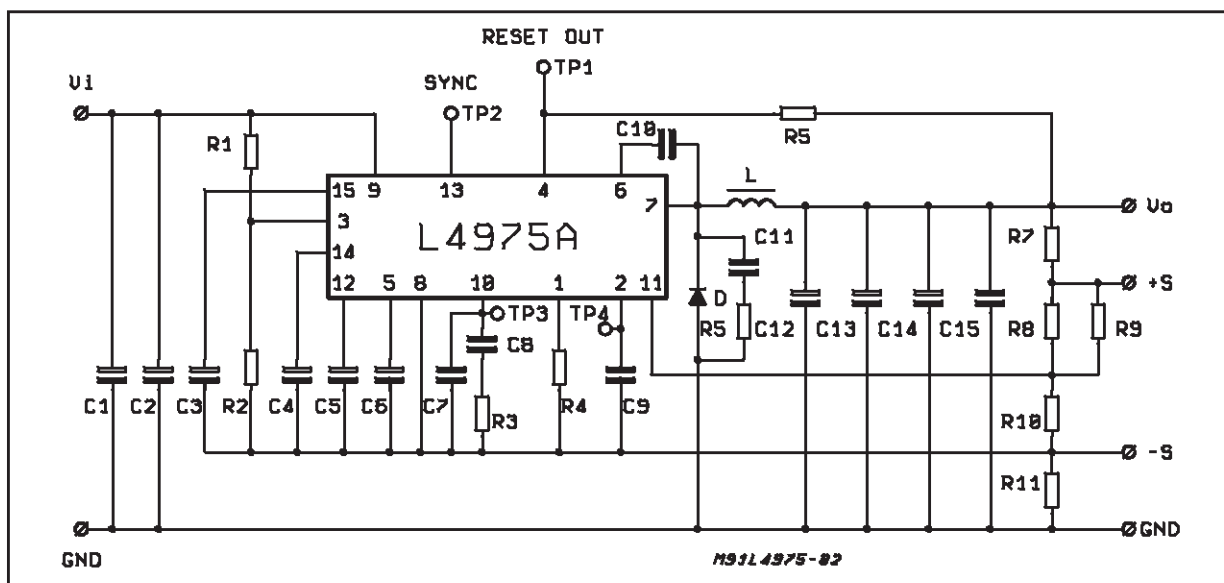 RESET OUT
TP1
Vi
SYNC
TP2
C10
R5
R1
15 9 13 4 6
7
L
Vo
3
L4975A
C11
R7
14
+S
12 5 8 10 1 2 11
TP3
TP4
D
R5
C12 C13 C14 C15
R8
R9
C8
C1 C2 C3 R2 C4 C5 C6 C7
R3
R4
C9
R10
-S
R11
GND
GND
M91L4975-02